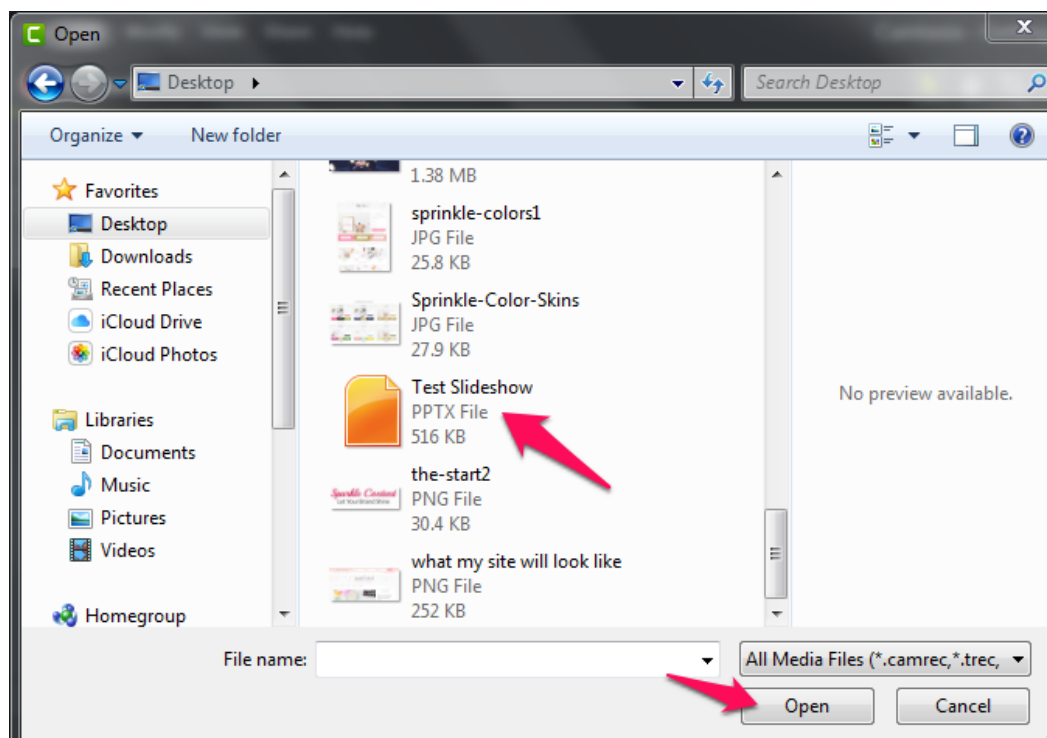 Open
X
Desktop
Search Desktop
Organize
New folder
Favorites
Desktop
Downloads
Recent Places
iCloud Drive
iCloud Photos
Libraries
Documents
Music
Pictures
Videos
Homegroup
1.38 MB
sprinkle-colors1
JPG File
25.8 KB
Sprinkle-Color-Skins
JPG File
27.9 KB
Test Slideshow
PPTX File
516 KB
the-start2
PNG File
30.4 KB
what my site will look like
PNG File
252 KB
No preview available.
File name:
All Media Files (*.camrec,*.trec,
Open
Cancel